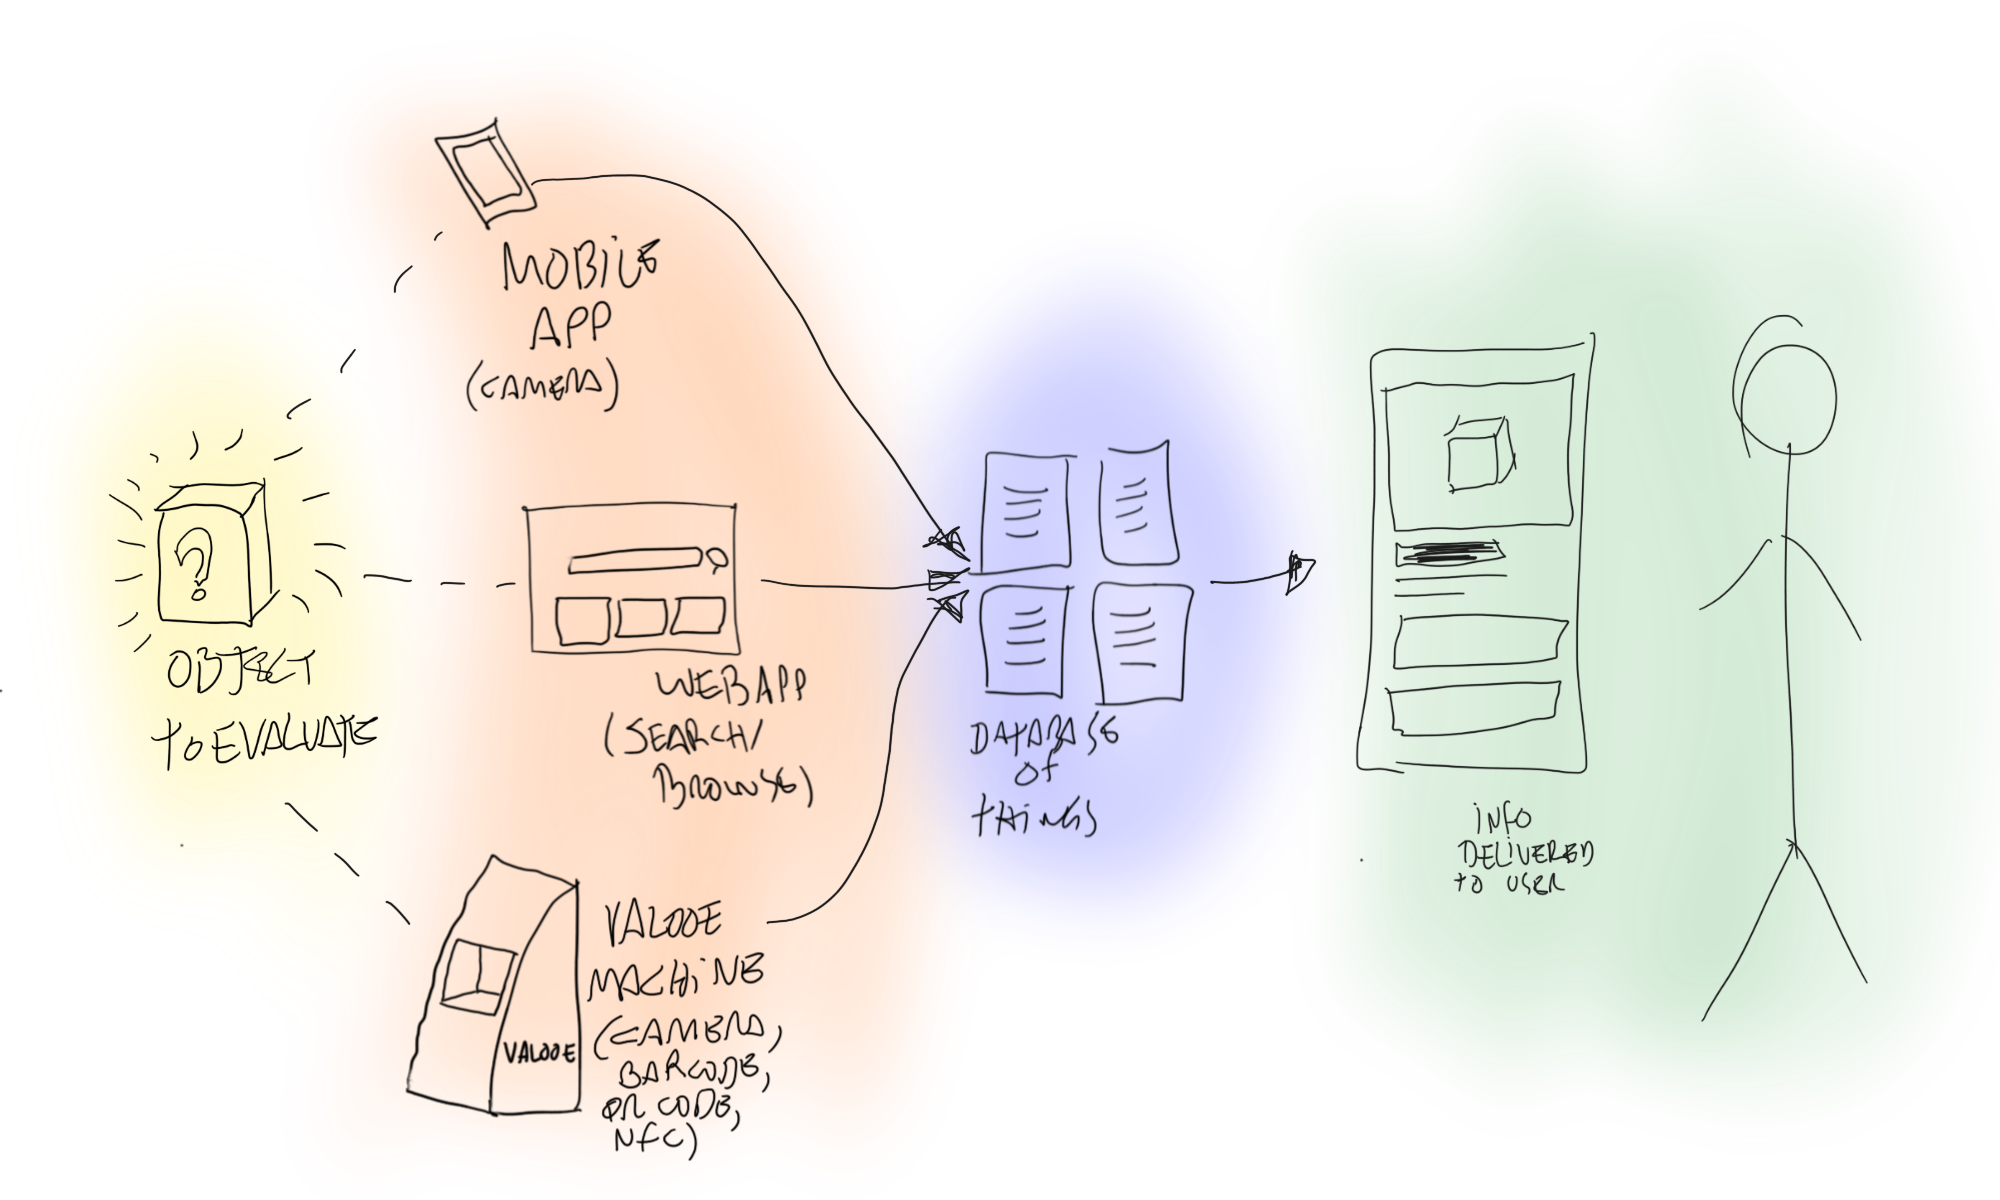 MOBILE
APP
(CAMERA)
?
OBJECT
TO EVALUATE
WEBAPP
(SEARCH/
BROWSE)
VALOOE
MACHINE
(CAMERA,
BARCODE,
QR CODE,
NFC)
VALOOE
DATABASE
OF
THINGS
INFO
DELIVERED
TO USER